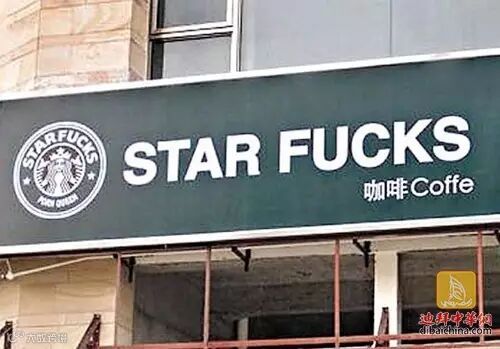 STARFUCKS
STAR FUCKS
咖啡Coffe
迪拜中华网
dibaichina.com